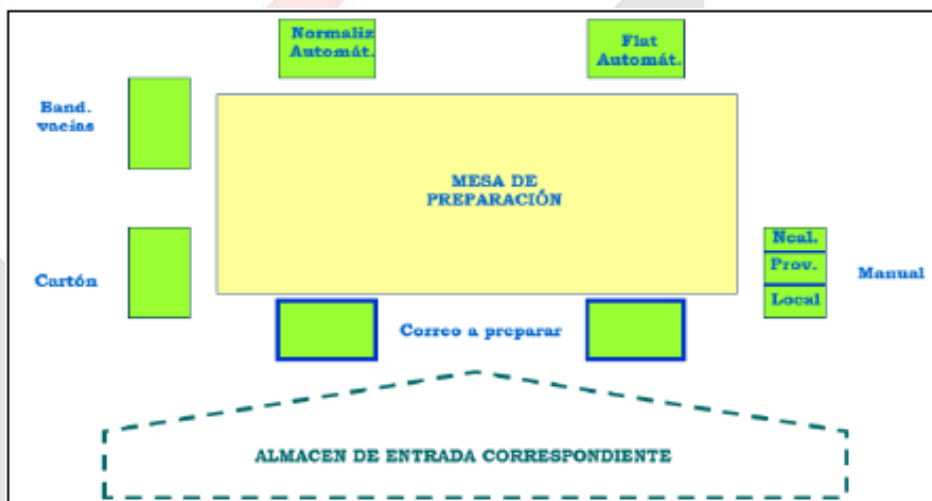 Normaliz
Automát.
Flat
Automát.
Band.
vacías
MESA DE
PREPARACIÓN
Ncal.
Prov.
Local
Manual
Cartón
Correo a preparar
ALMACEN DE ENTRADA CORRESPONDIENTE